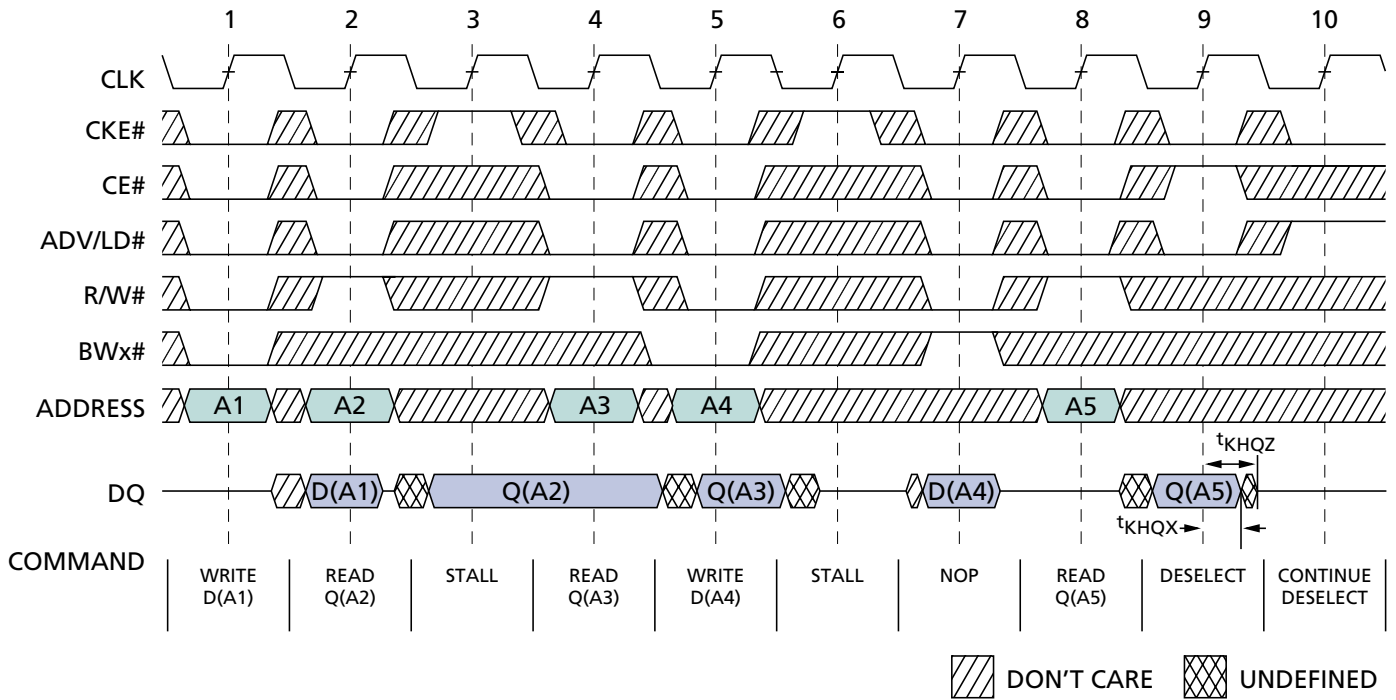 1 2 3 4 5 6 7 8 9 10
CLK
CKE#
CE#
ADV/LD#
R/W#
BWx#
ADDRESS A1 A2 A3 A4 A5
tKHQZ
DQ D(A1) Q(A2) Q(A3) D(A4) Q(A5)
tKHQX
COMMAND
WRITE READ STALL READ WRITE STALL NOP READ DESELECT CONTINUE
D(A1) Q(A2) Q(A3) D(A4) Q(A5) DESELECT
DON'T CARE UNDEFINED